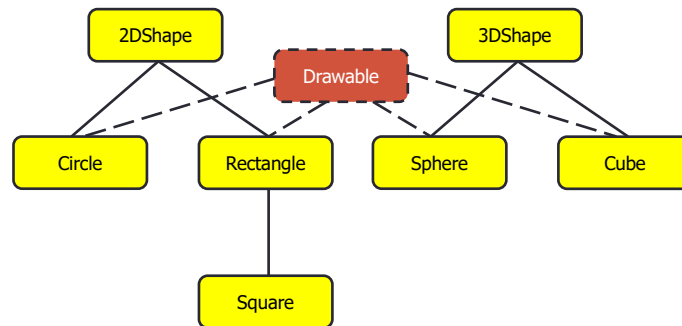 2DShape
3DShape
Drawable
Circle
Rectangle
Sphere
Cube
Square